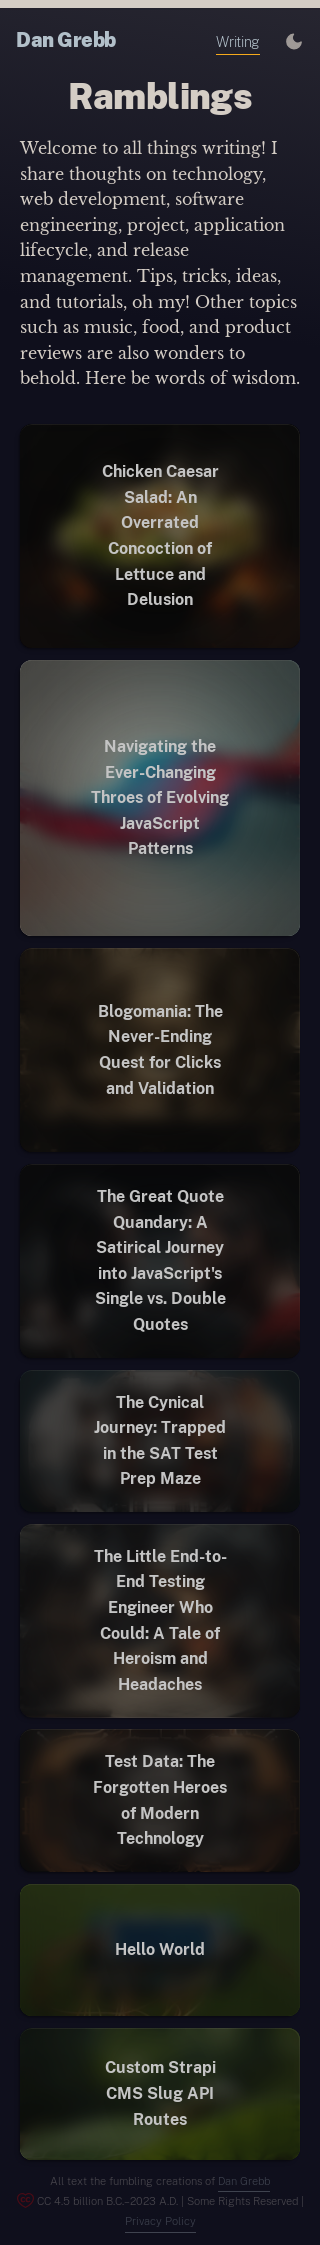 Dan Grebb
Writing
Ramblings
Welcome to all things writing! I
share thoughts on technology,
web development, software
engineering, project, application
lifecycle, and release
management. Tips, tricks, ideas,
and tutorials, oh my! Other topics
such as music, food, and product
reviews are also wonders to
behold. Here be words of wisdom.
Chicken Caesar
Salad: An
Overrated
Concoction of
Lettuce and
Delusion
Navigating the
Ever-Changing
Throes of Evolving
JavaScript
Patterns
Blogomania: The
Never-Ending
Quest for Clicks
and Validation
The Great Quote
Quandary: A
Satirical Journey
into JavaScript's
Single vs. Double
Quotes
The Cynical
Journey: Trapped
in the SAT Test
Prep Maze
The Little End-to-
End Testing
Engineer Who
Could: A Tale of
Heroism and
Headaches
Test Data: The
Forgotten Heroes
of Modern
Technology
Hello World
Custom Strapi
CMS Slug API
Routes
All text the fumbling creations of Dan Grebb
CC 4.5 billion B.C.–2023 A.D. | Some Rights Reserved |
Privacy Policy